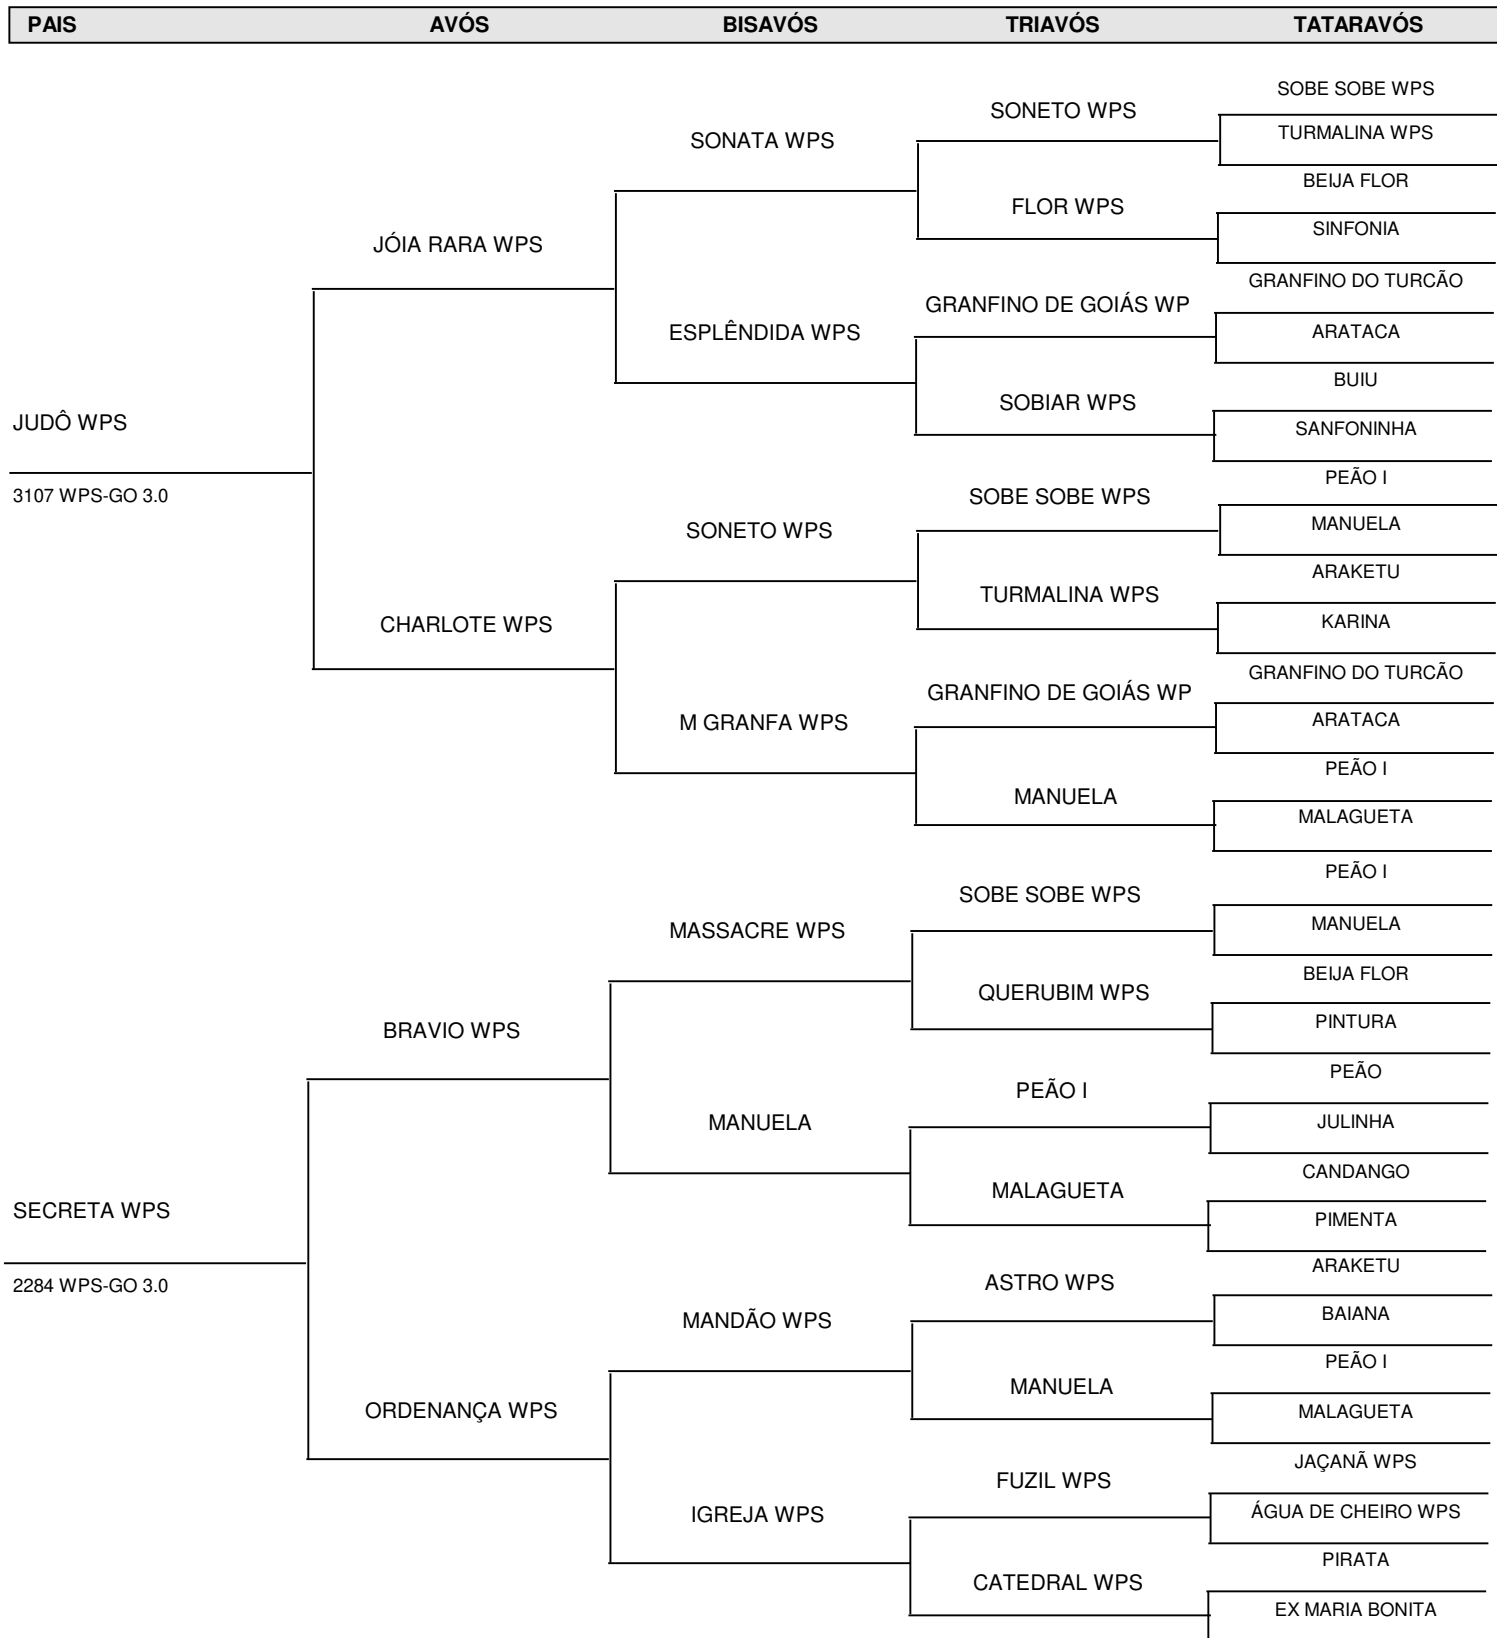 PAIS AVÓS BISAVÓS TRIAVÓS TATARAVÓS
SOBE SOBE WPS
SONETO WPS
TURMALINA WPS
SONATA WPS
BEIJA FLOR
FLOR WPS
SINFONIA
JÓIA RARA WPS
GRANFINO DO TURCÃO
GRANFINO DE GOIÁS WP
ESPLÊNDIDA WPS
ARATACA
BUIU
SOBIAR WPS
JUDÔ WPS
SANFONINHA
PEÃO I
3107 WPS-GO 3.0
SOBE SOBE WPS
MANUELA
SONETO WPS
ARAKETU
TURMALINA WPS
KARINA
CHARLOTE WPS
GRANFINO DO TURCÃO
GRANFINO DE GOIÁS WP
ARATACA
M GRANFA WPS
PEÃO I
MANUELA
MALAGUETA
PEÃO I
SOBE SOBE WPS
MANUELA
MASSACRE WPS
BEIJA FLOR
QUERUBIM WPS
PINTURA
BRAVIO WPS
PEÃO
PEÃO I
JULINHA
MANUELA
CANDANGO
MALAGUETA
SECRETA WPS
PIMENTA
ARAKETU
2284 WPS-GO 3.0
ASTRO WPS
BAIANA
MANDÃO WPS
PEÃO I
MANUELA
ORDENANÇA WPS
MALAGUETA
JAÇANÃ WPS
FUZIL WPS
ÁGUA DE CHEIRO WPS
IGREJA WPS
PIRATA
CATEDRAL WPS
EX MARIA BONITA